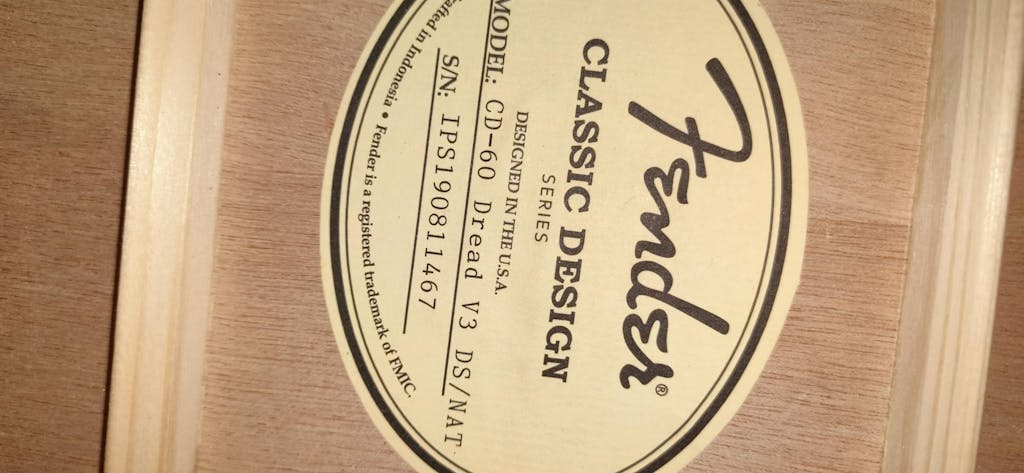 Fender®
CLASSIC DESIGN
SERIES
DESIGNED IN THE U.S.A.
MODEL: CD-60 Dread V3 DS/NAT
S/N: IPS190811467
in Indonesia • Fender is a registered trademark of FMIC.